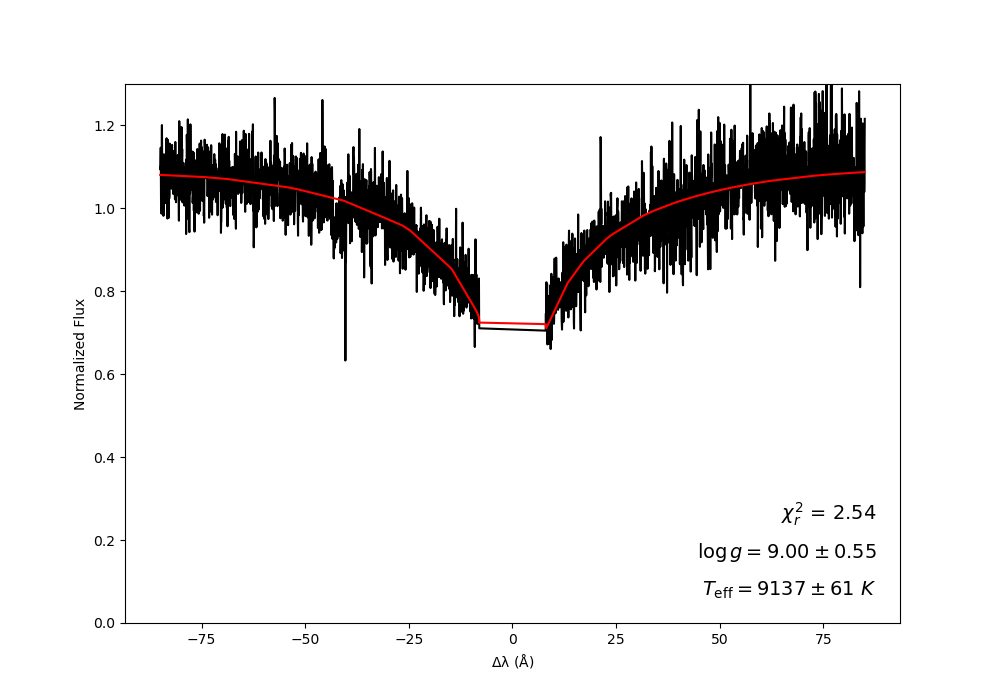 Normalized Flux
1.2
1.0
0.8
0.6
0.4
0.2
0.0
χ²ᵣ = 2.54
log g = 9.00 ± 0.55
T_eff = 9137 ± 61 K
−75
−50
−25
0
25
50
75
Δλ (Å)